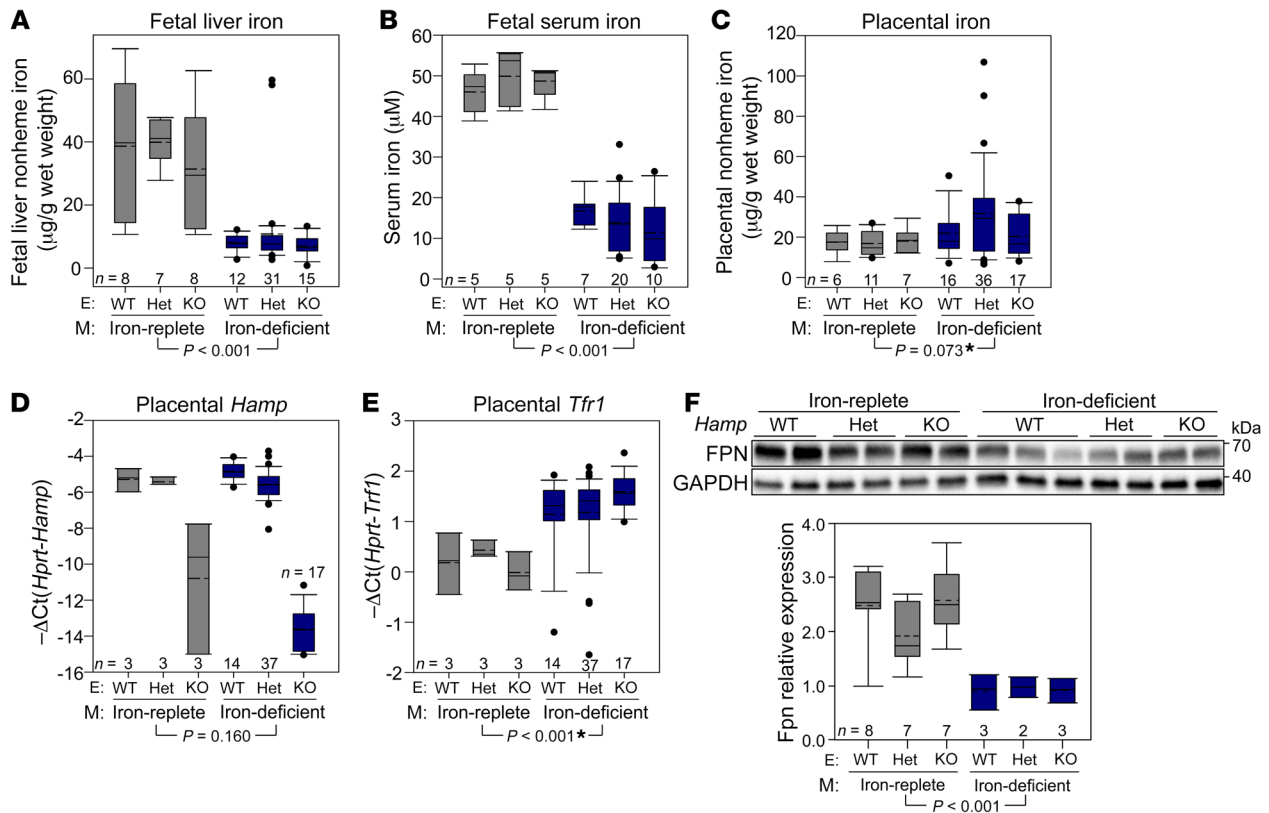 A Fetal liver iron
Fetal liver nonheme iron
(μg/g wet weight)
60
40
20
0
n = 8 7 8 12 31 15
E: WT Het KO WT Het KO
M: Iron-replete Iron-deficient
P < 0.001
B Fetal serum iron
Serum iron (μM)
60
50
40
30
20
10
0
n = 5 5 5 7 20 10
E: WT Het KO WT Het KO
M: Iron-replete Iron-deficient
P < 0.001
C Placental iron
Placental nonheme iron
(μg/g wet weight)
120
100
80
60
40
20
0
n = 6 11 7 16 36 17
E: WT Het KO WT Het KO
M: Iron-replete Iron-deficient
P = 0.073*
D Placental Hamp
–ΔCt(Hprt-Hamp)
-2
-4
-6
-8
-10
-12
-14
-16
n = 17
n = 3 3 3 14 37
E: WT Het KO WT Het KO
M: Iron-replete Iron-deficient
P = 0.160
E Placental Tfr1
–ΔCt(Hprt-Trf1)
3
2
1
0
-1
-2
n = 3 3 3 14 37 17
E: WT Het KO WT Het KO
M: Iron-replete Iron-deficient
P < 0.001*
F Iron-replete Iron-deficient
Hamp WT Het KO WT Het KO kDa
FPN 70
GAPDH 40
Fpn relative expression
4.0
3.0
2.0
1.0
0
n = 8 7 7 3 2 3
E: WT Het KO WT Het KO
M: Iron-replete Iron-deficient
P < 0.001